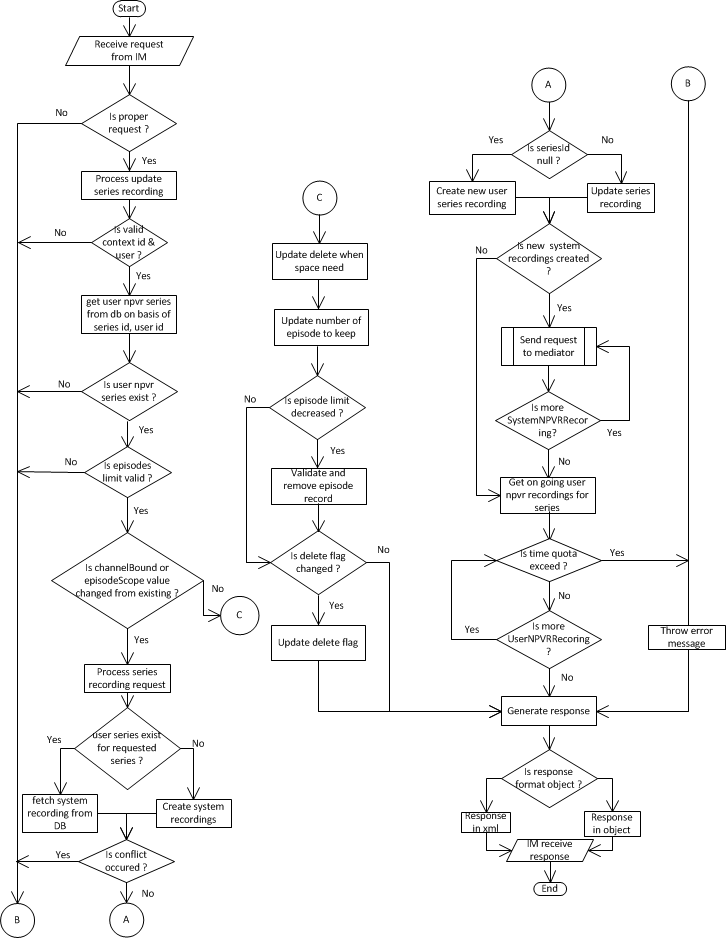 Start
Receive request
from IM
Is proper
request ?
No
Yes
Process update
series recording
Is valid
context id &
user ?
No
Yes
get user npvr series
from db on basis of
series id, user id
Is user npvr
series exist ?
No
Yes
Is episodes
limit valid ?
No
Yes
Is channelBound or
episodeScope value
changed from existing ?
No
C
Yes
Process series
recording request
user series exist
for requested
series ?
Yes
No
fetch system
recording from
DB
Create system
recordings
Is conflict
occured ?
Yes
No
B
A
C
Update delete when
space need
Update number of
episode to keep
Is episode limit
decreased ?
No
Yes
Validate and
remove episode
record
Is delete flag
changed ?
No
Yes
Update delete flag
A
Is seriesId
null ?
Yes
No
Create new user
series recording
Update series
recording
Is new system
recordings created
?
No
Yes
Send request
to mediator
Is more
SystemNPVRRecor
ing?
Yes
No
Get on going user
npvr recordings for
series
Is time quota
exceed ?
Yes
No
Is more
UserNPVRRecoring
?
Yes
No
Generate response
Is response
format object ?
Response
in xml
Response
in object
IM receive
response
End
B
Throw error
message